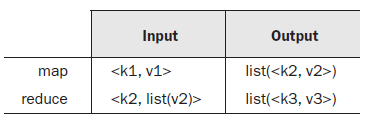 Input Output
map <k1, v1> list(<k2, v2>)
reduce <k2, list(v2)> list(<k3, v3>)